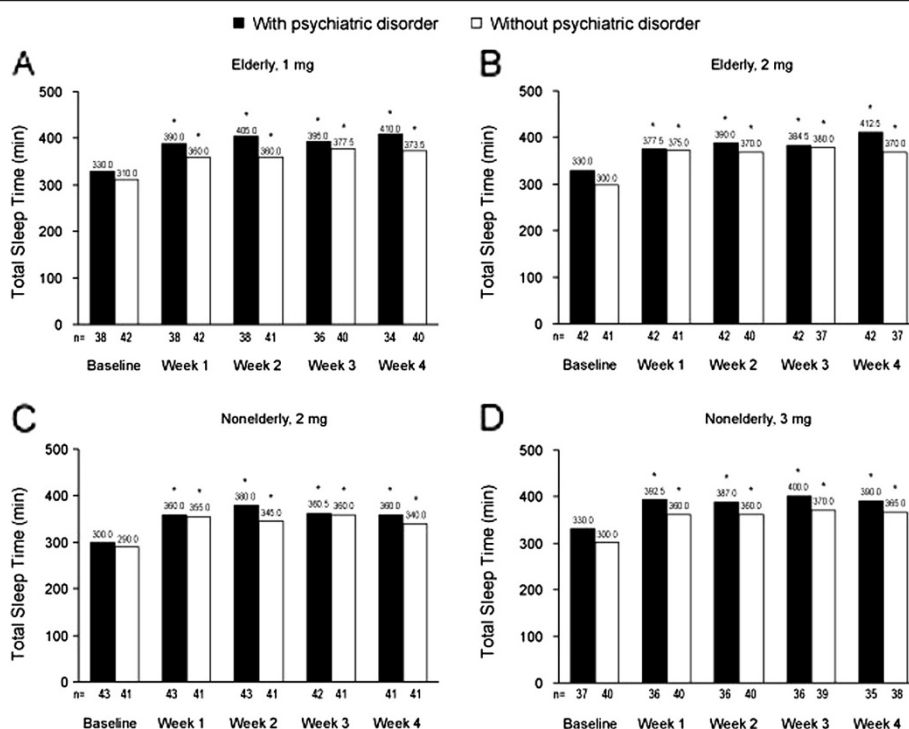 With psychiatric disorder Without psychiatric disorder
A
Elderly, 1 mg
Total Sleep Time (min)
500
400
300
200
100
0
* * * * * * * *
330.0 310.0 390.0 360.0 405.0 360.0 395.0 377.5 410.0 373.5
n= 38 42 38 42 38 41 36 40 34 40
Baseline Week 1 Week 2 Week 3 Week 4
B
Elderly, 2 mg
Total Sleep Time (min)
500
400
300
200
100
0
* * * * * * * *
330.0 300.0 377.5 375.0 390.0 370.0 384.5 380.0 412.5 370.0
n= 42 41 42 41 42 40 42 37 42 37
Baseline Week 1 Week 2 Week 3 Week 4
C
Nonelderly, 2 mg
Total Sleep Time (min)
500
400
300
200
100
0
* * * * * * * *
300.0 290.0 360.0 355.0 380.0 345.0 360.5 360.0 360.0 340.0
n= 43 41 43 41 43 41 42 41 41 41
Baseline Week 1 Week 2 Week 3 Week 4
D
Nonelderly, 3 mg
Total Sleep Time (min)
500
400
300
200
100
0
* * * * * * * *
330.0 300.0 392.5 360.0 387.0 360.0 400.0 370.0 390.0 365.0
n= 37 40 36 40 36 40 36 39 35 38
Baseline Week 1 Week 2 Week 3 Week 4